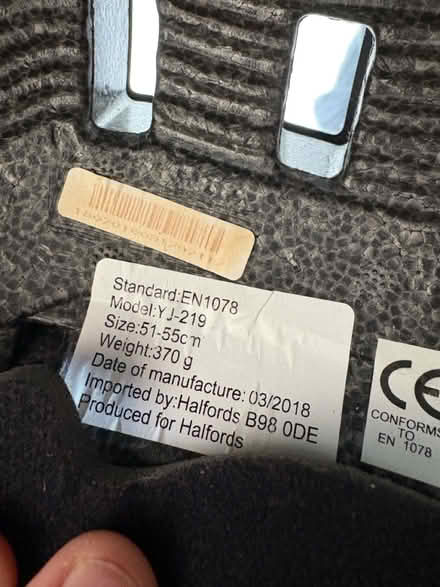 Standard:EN1078
Model:YJ-219
Size:51-55cm
Weight:370 g
Date of manufacture: 03/2018
Imported by:Halfords B98 0DE
Produced for Halfords
CE
CONFORMS
TO
EN 1078